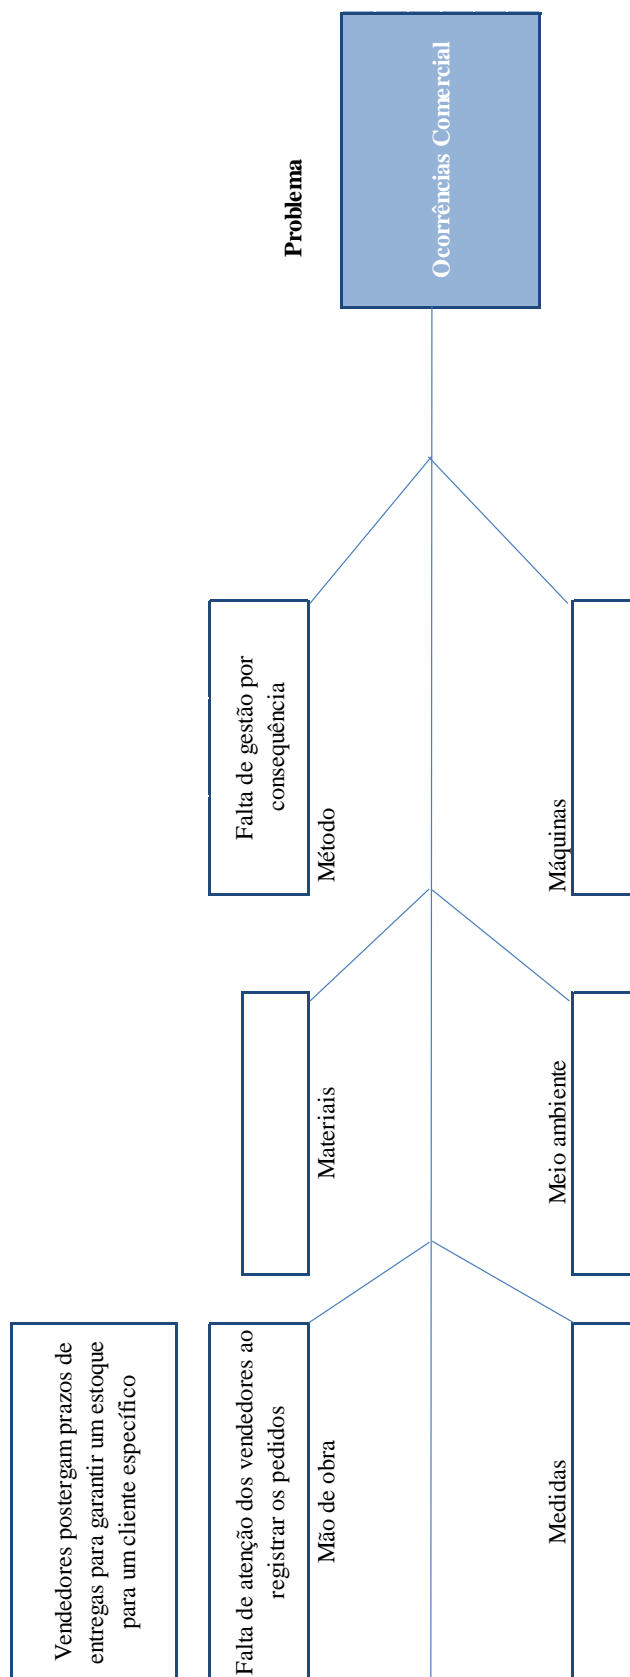 Vendedores postergam prazos de
entregas para garantir um estoque
para um cliente específico
Falta de atenção dos vendedores ao
registrar os pedidos
Mão de obra
Materiais
Falta de gestão por
consequência
Método
Problema
Ocorrências Comercial
Medidas
Meio ambiente
Máquinas